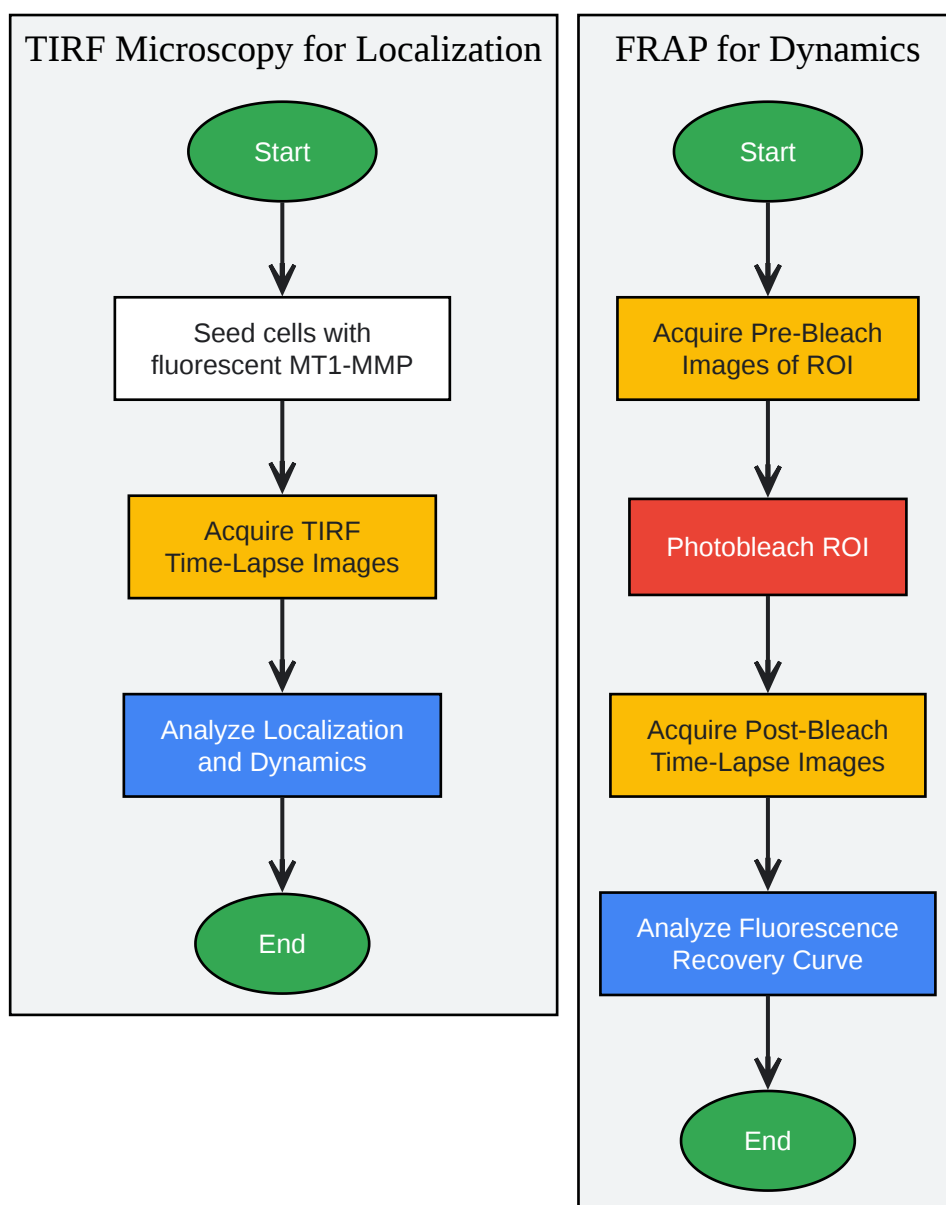 TIRF Microscopy for Localization
Start
Seed cells with
fluorescent MT1-MMP
Acquire TIRF
Time-Lapse Images
Analyze Localization
and Dynamics
End
FRAP for Dynamics
Start
Acquire Pre-Bleach
Images of ROI
Photobleach ROI
Acquire Post-Bleach
Time-Lapse Images
Analyze Fluorescence
Recovery Curve
End